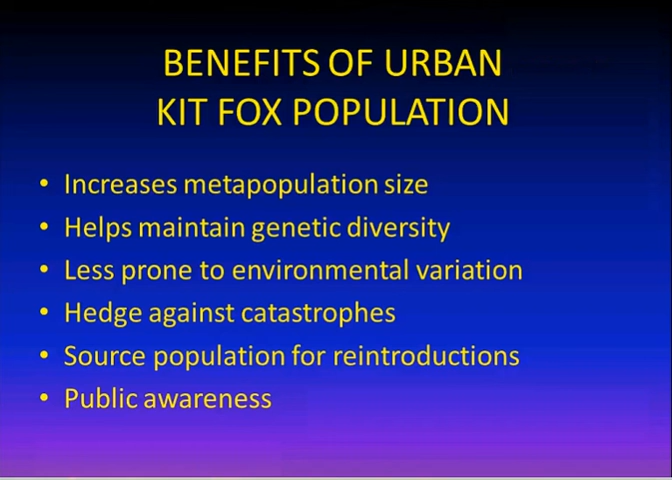 BENEFITS OF URBAN
KIT FOX POPULATION
• Increases metapopulation size
• Helps maintain genetic diversity
• Less prone to environmental variation
• Hedge against catastrophes
• Source population for reintroductions
• Public awareness